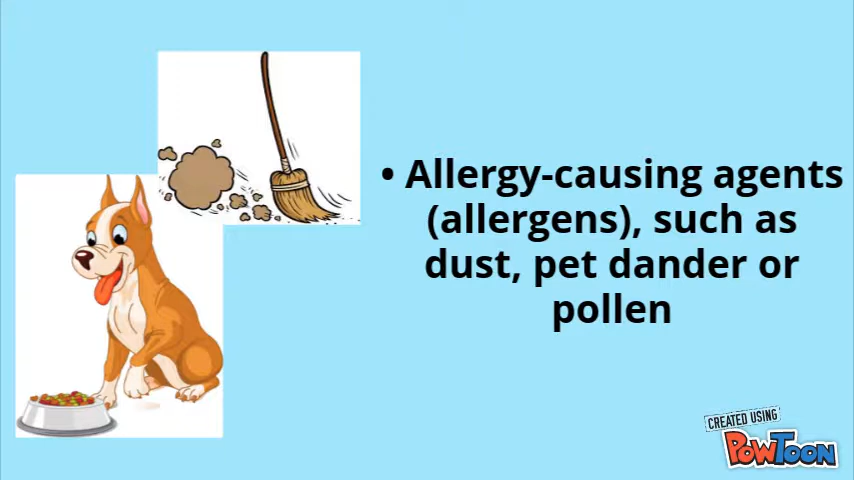 • Allergy-causing agents
(allergens), such as
dust, pet dander or
pollen
CREATED USING
POWTOON